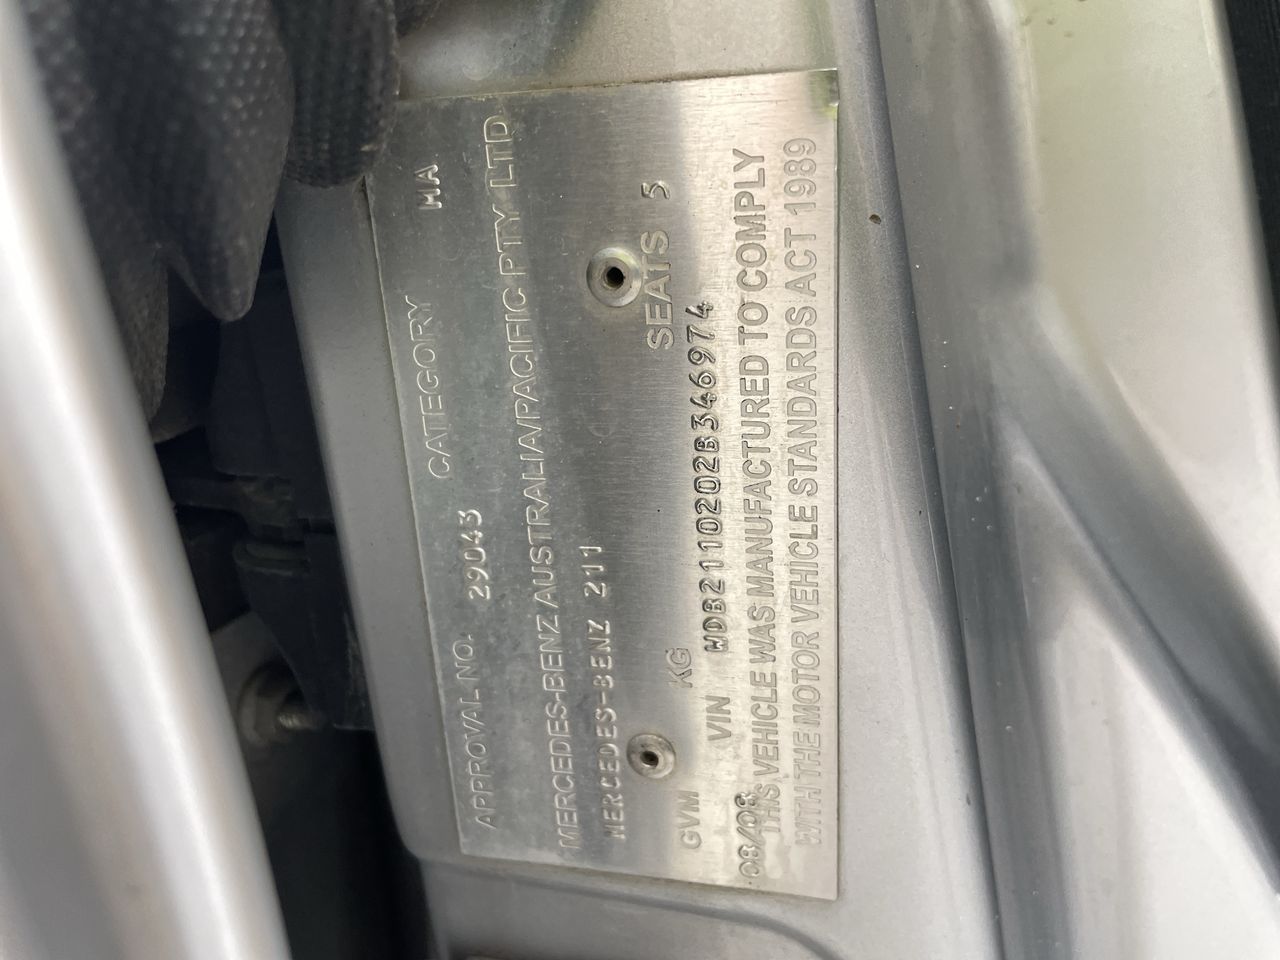 APPROVAL NO. 29043 CATEGORY MA
MERCEDES-BENZ AUSTRALIA/PACIFIC PTY LTD
MERCEDES-BENZ 211
SEATS 5
GVM KG
VIN WDB2110202B346974
08/08 THIS VEHICLE WAS MANUFACTURED TO COMPLY
WITH THE MOTOR VEHICLE STANDARDS ACT 1989